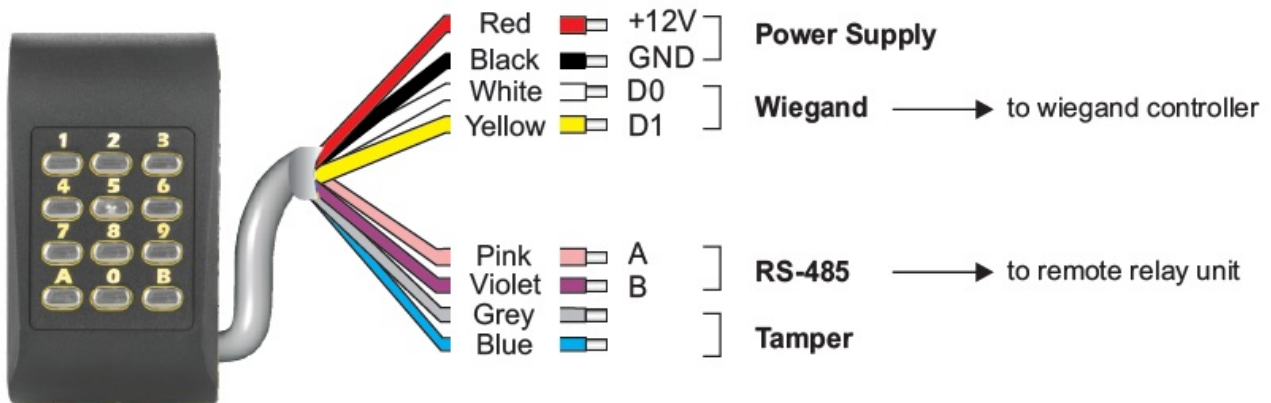 Red +12V
Power Supply
Black GND
White D0
Wiegand to wiegand controller
Yellow D1
1 2 3
4 5 6
7 8 9
A 0 B
Pink A
RS-485 to remote relay unit
Violet B
Grey
Tamper
Blue